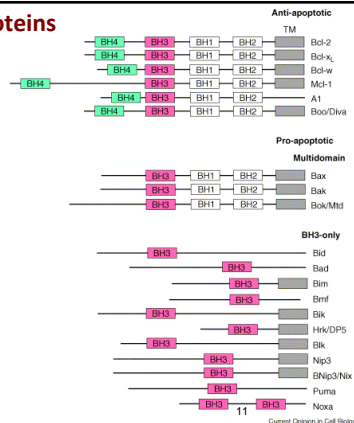 oteins
Anti-apoptotic
TM
BH4 BH3 BH1 BH2 Bcl-2
BH4 BH3 BH1 BH2 Bcl-xL
BH4 BH3 BH1 BH2 Bcl-w
BH4 BH3 BH1 BH2 Mcl-1
BH4 BH3 BH1 BH2 A1
BH4 BH3 BH1 BH2 Boo/Diva
Pro-apoptotic
Multidomain
BH3 BH1 BH2 Bax
BH3 BH1 BH2 Bak
BH3 BH1 BH2 Bok/Mtd
BH3-only
BH3 Bid
BH3 Bad
BH3 Bim
BH3 Bmf
BH3 Bik
BH3 Hrk/DP5
BH3 Blk
BH3 Nip3
BH3 BNip3/Nix
BH3 Puma
BH3 BH3 Noxa
11
Current Opinion in Cell Biolog